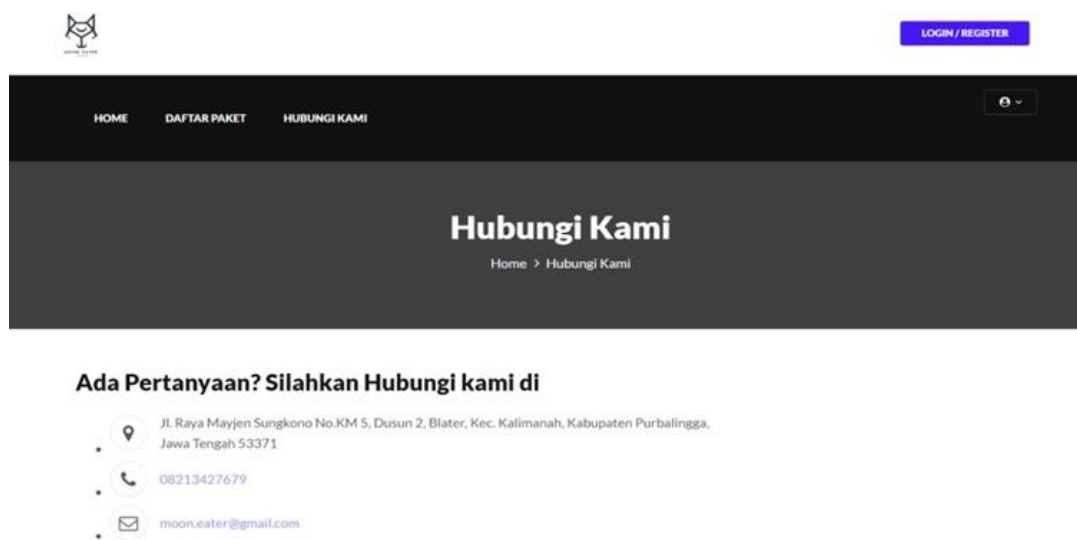 LOGIN / REGISTER
HOME DAFTAR PAKET HUBUNGI KAMI
Hubungi Kami
Home > Hubungi Kami
Ada Pertanyaan? Silahkan Hubungi kami di
Jl. Raya Mayjen Sungkono No.KM 5, Dusun 2, Blater, Kec. Kalimanah, Kabupaten Purbalingga,
Jawa Tengah 53371
08213427679
moon.eater@gmail.com